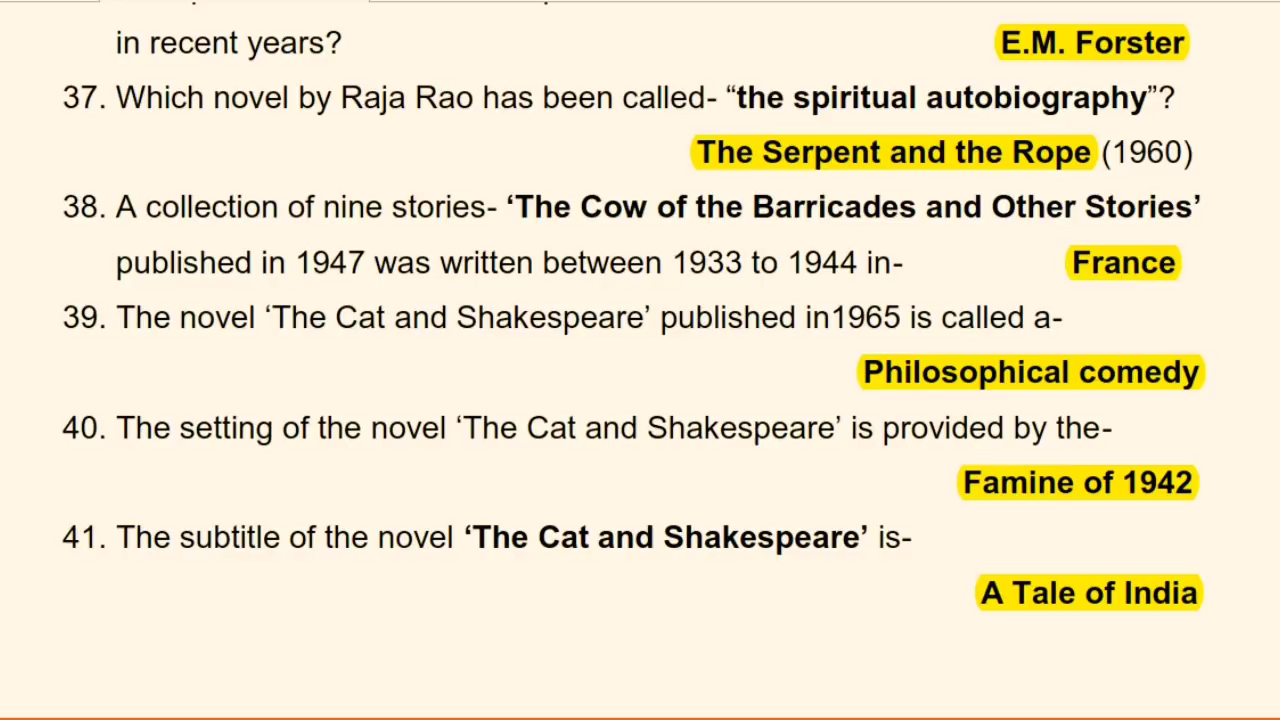 in recent years? E.M. Forster
37. Which novel by Raja Rao has been called- “the spiritual autobiography”?
The Serpent and the Rope (1960)
38. A collection of nine stories- ‘The Cow of the Barricades and Other Stories’
published in 1947 was written between 1933 to 1944 in- France
39. The novel ‘The Cat and Shakespeare’ published in1965 is called a-
Philosophical comedy
40. The setting of the novel ‘The Cat and Shakespeare’ is provided by the-
Famine of 1942
41. The subtitle of the novel ‘The Cat and Shakespeare’ is-
A Tale of India